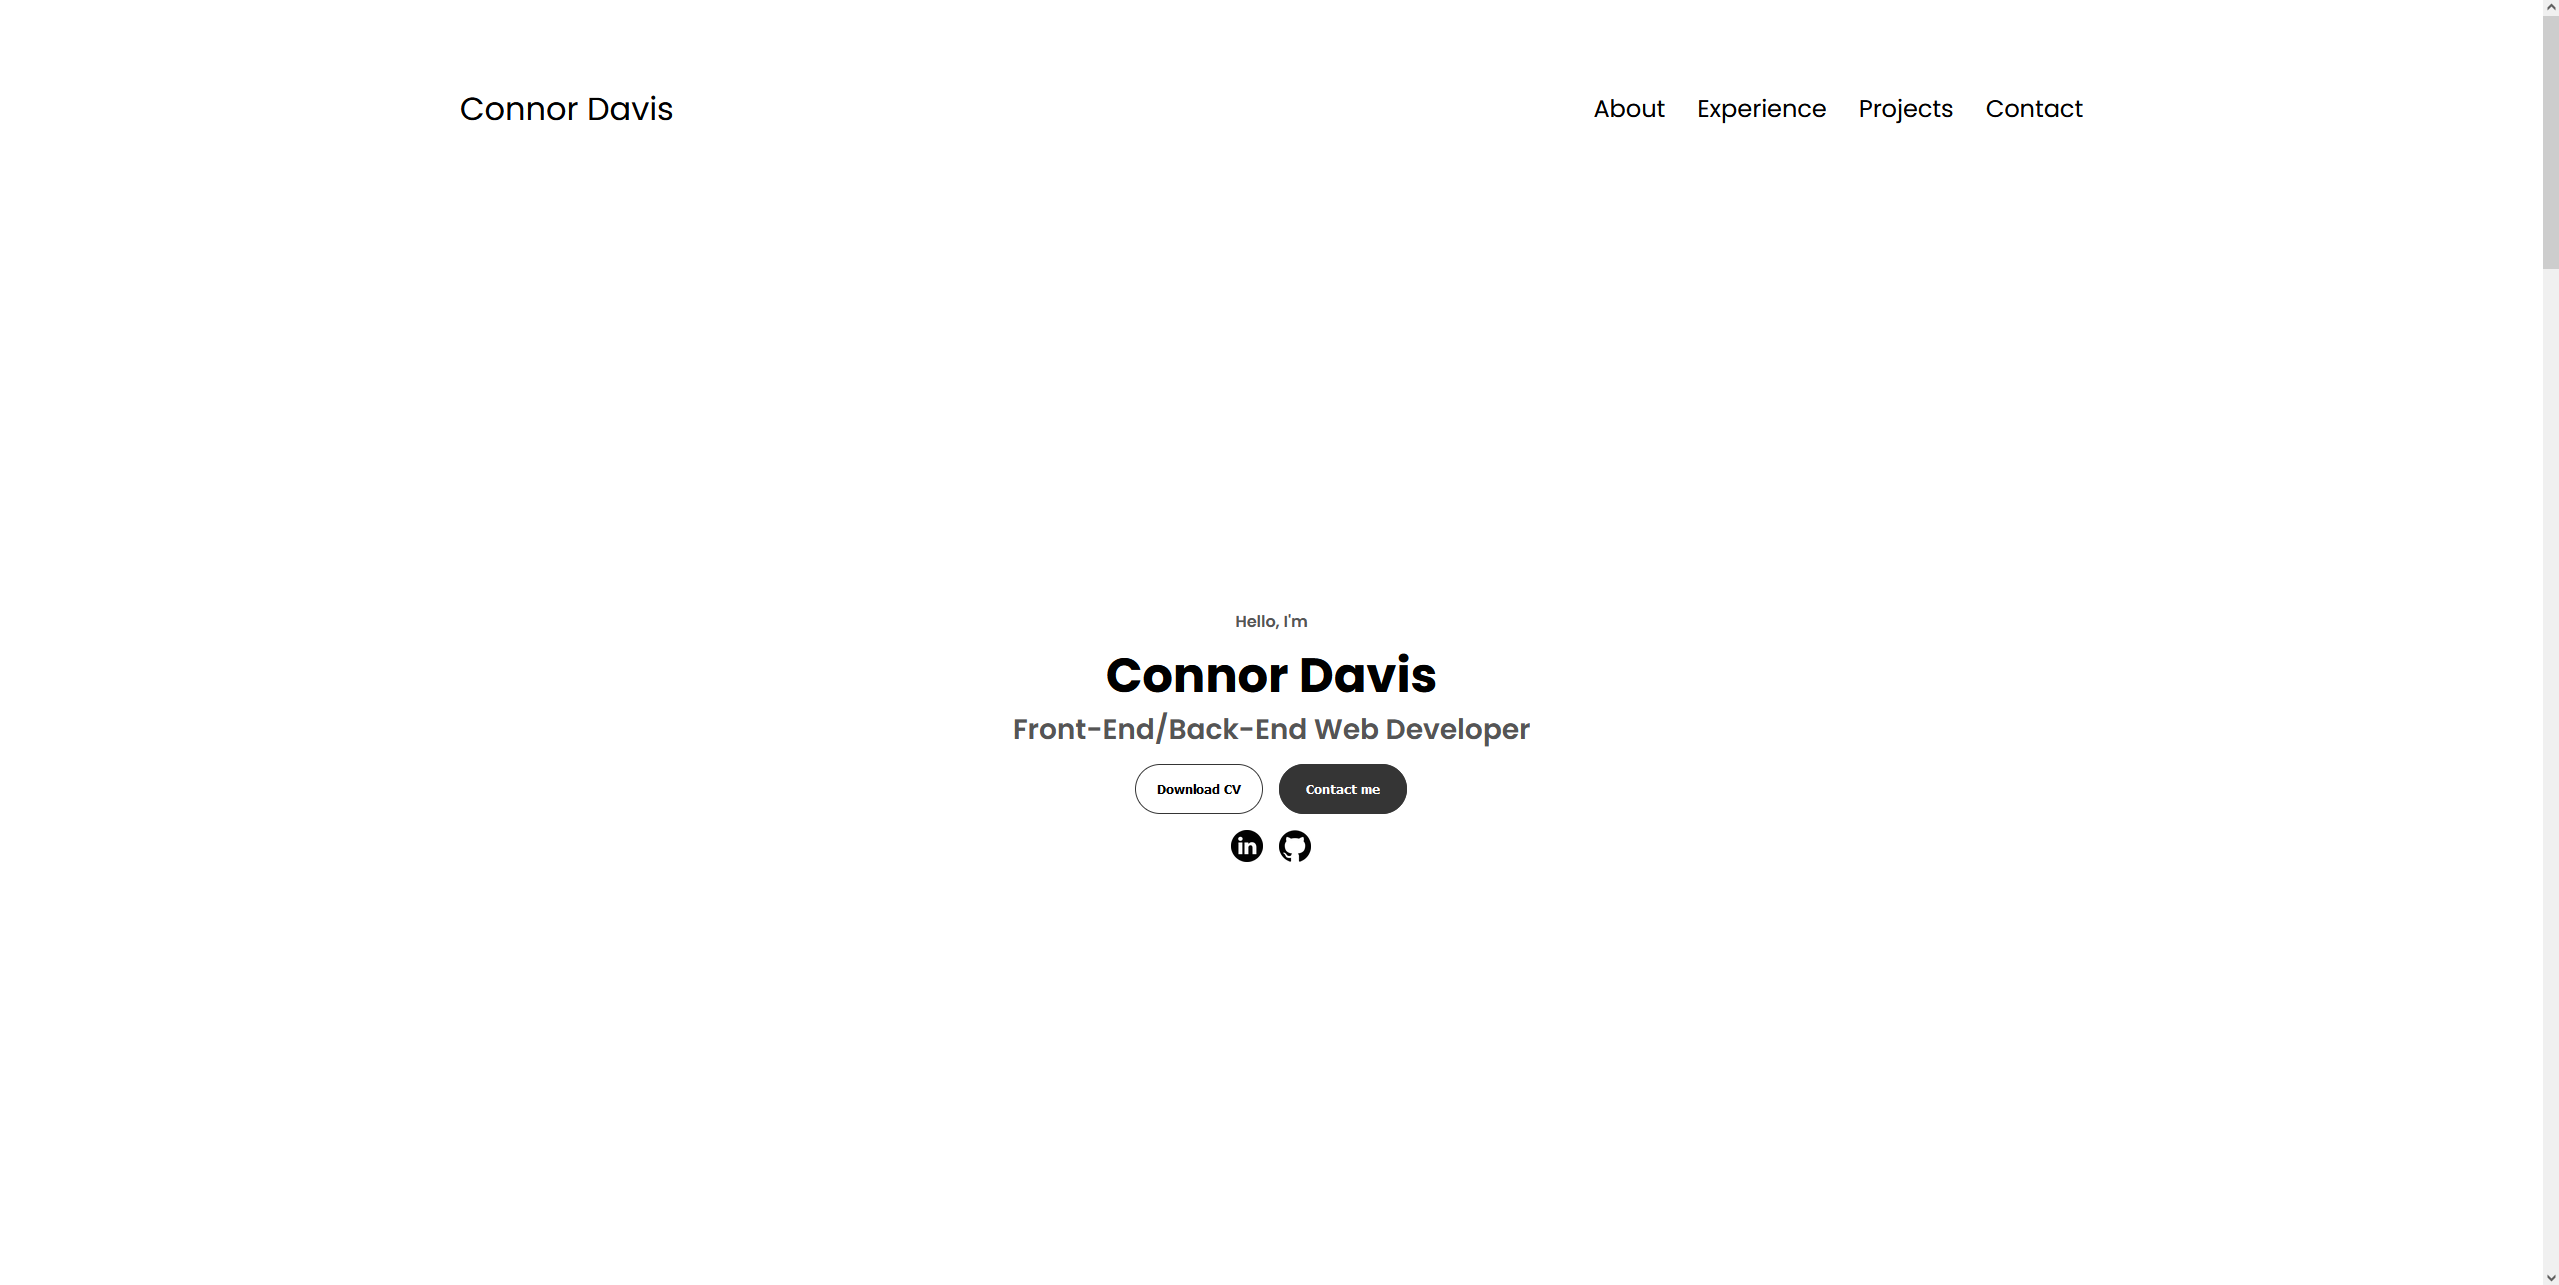 Connor Davis
About Experience Projects Contact
Hello, I'm
Connor Davis
Front-End/Back-End Web Developer
Download CV Contact me
in